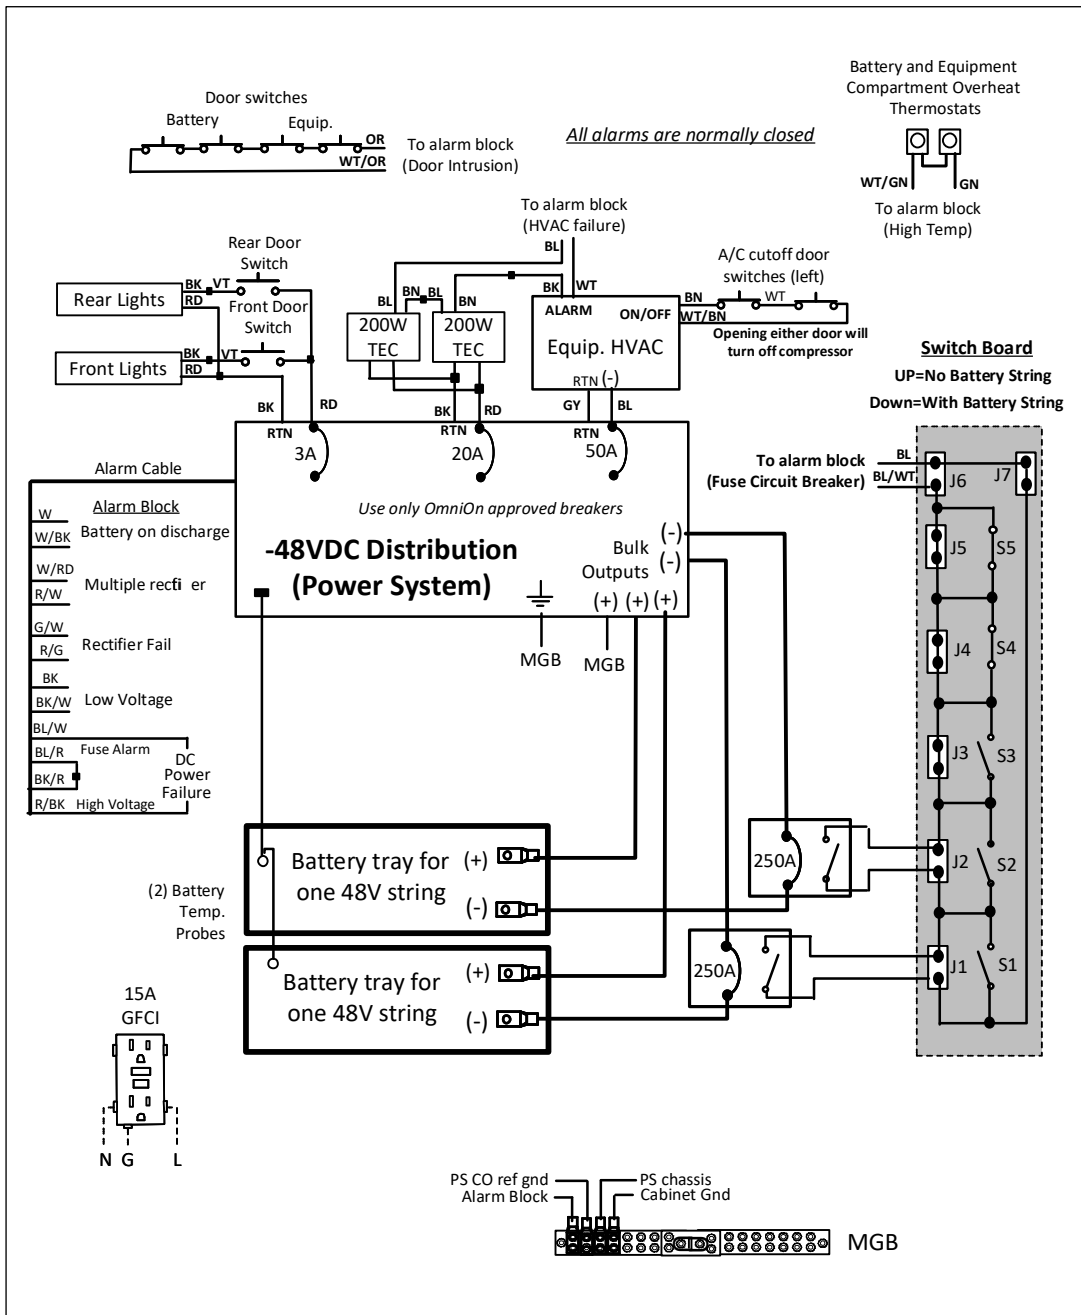 Door switches
Battery
Equip.
OR
WT/OR
To alarm block
(Door Intrusion)
All alarms are normally closed
Battery and Equipment
Compartment Overheat
Thermostats
WT/GN
GN
To alarm block
(High Temp)
To alarm block
(HVAC failure)
BL
BK
WT
Rear Door
Switch
Rear Lights
BK
VT
RD
Front Door
Switch
Front Lights
BK
VT
RD
BL
BN
BL
BN
200W
TEC
200W
TEC
ALARM
ON/OFF
Equip. HVAC
RTN
(-)
A/C cutoff door
switches (left)
BN
WT
WT/BN
Opening either door will
turn off compressor
Switch Board
UP=No Battery String
Down=With Battery String
BK
RD
BK
RD
GY
BL
RTN
3A
RTN
20A
RTN
50A
Use only OmniOn approved breakers
-48VDC Distribution
(Power System)
Bulk
Outputs
(-)
(-)
(+)
(+)
(+)
MGB
MGB
To alarm block
(Fuse Circuit Breaker)
BL
BL/WT
J6
J7
J5
S5
J4
S4
J3
S3
J2
S2
J1
S1
Alarm Cable
Alarm Block
W
W/BK
Battery on discharge
W/RD
R/W
Multiple rectifier
G/W
R/G
Rectifier Fail
BK
BK/W
Low Voltage
BL/W
BL/R
Fuse Alarm
BK/R
R/BK
High Voltage
DC
Power
Failure
Battery tray for
one 48V string
(+)
(-)
250A
(2) Battery
Temp.
Probes
Battery tray for
one 48V string
(+)
(-)
250A
15A
GFCI
N G L
PS CO ref gnd
Alarm Block
PS chassis
Cabinet Gnd
MGB